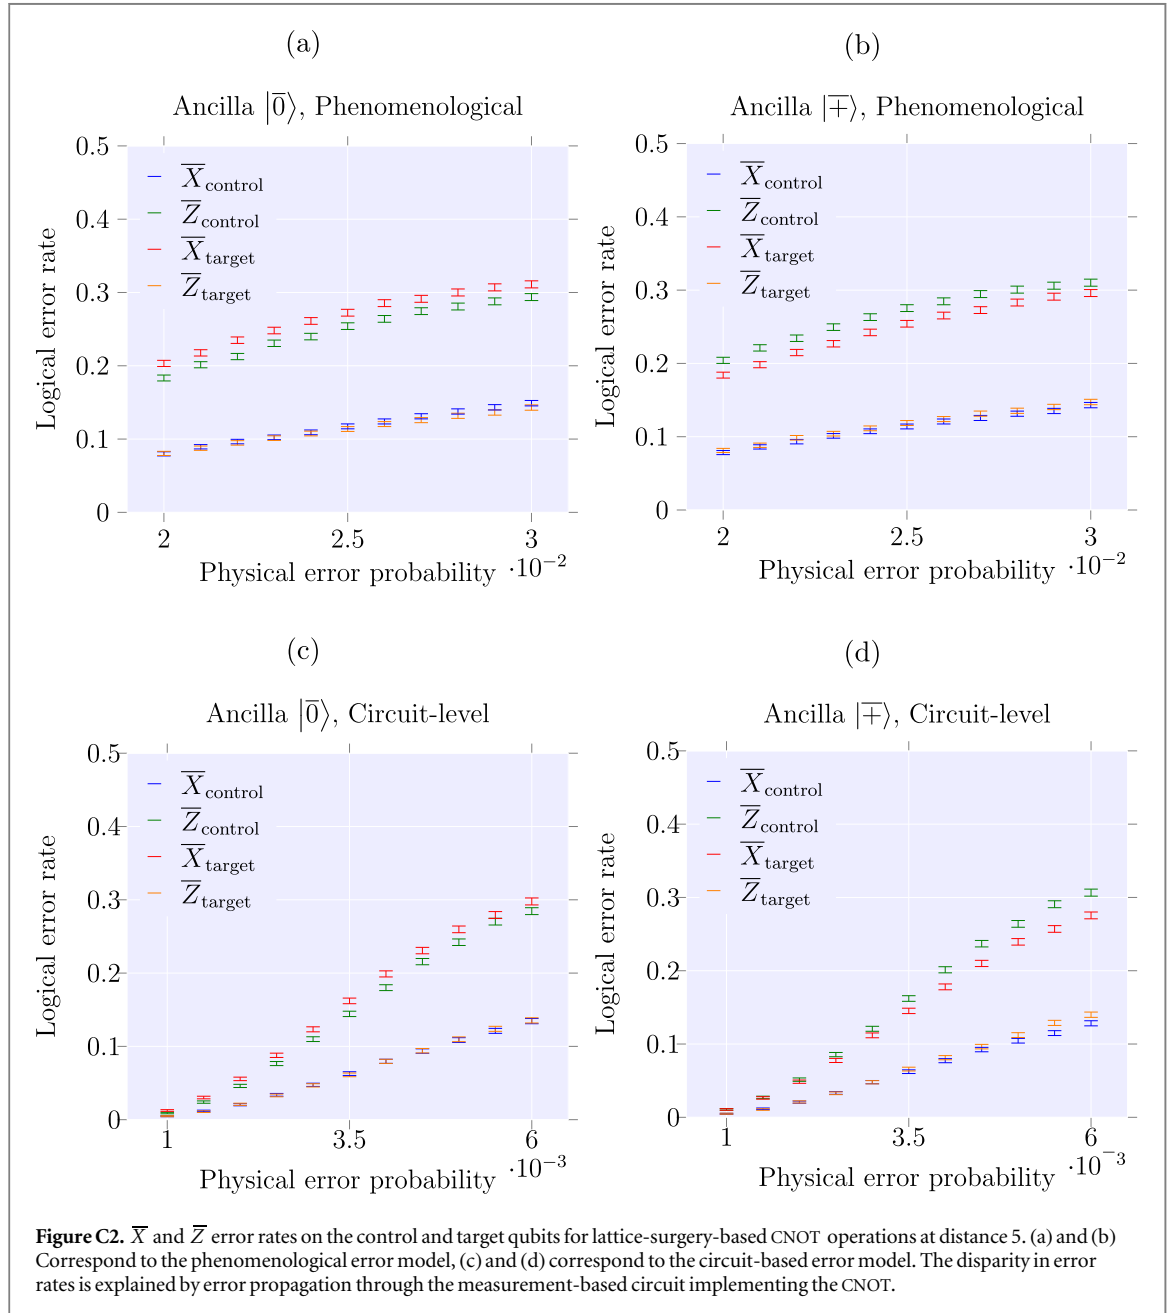 (a)
Ancilla |0̅⟩, Phenomenological
0.5
0.4
0.3
0.2
0.1
0
Logical error rate
X̅control
Z̅control
X̅target
Z̅target
2
2.5
3
Physical error probability ·10⁻²
(b)
Ancilla |+̅⟩, Phenomenological
0.5
0.4
0.3
0.2
0.1
0
Logical error rate
X̅control
Z̅control
X̅target
Z̅target
2
2.5
3
Physical error probability ·10⁻²
(c)
Ancilla |0̅⟩, Circuit-level
0.5
0.4
0.3
0.2
0.1
0
Logical error rate
X̅control
Z̅control
X̅target
Z̅target
1
3.5
6
Physical error probability ·10⁻³
(d)
Ancilla |+̅⟩, Circuit-level
0.5
0.4
0.3
0.2
0.1
0
Logical error rate
X̅control
Z̅control
X̅target
Z̅target
1
3.5
6
Physical error probability ·10⁻³
Figure C2. X̅ and Z̅ error rates on the control and target qubits for lattice-surgery-based CNOT operations at distance 5. (a) and (b)
Correspond to the phenomenological error model, (c) and (d) correspond to the circuit-based error model. The disparity in error
rates is explained by error propagation through the measurement-based circuit implementing the CNOT.